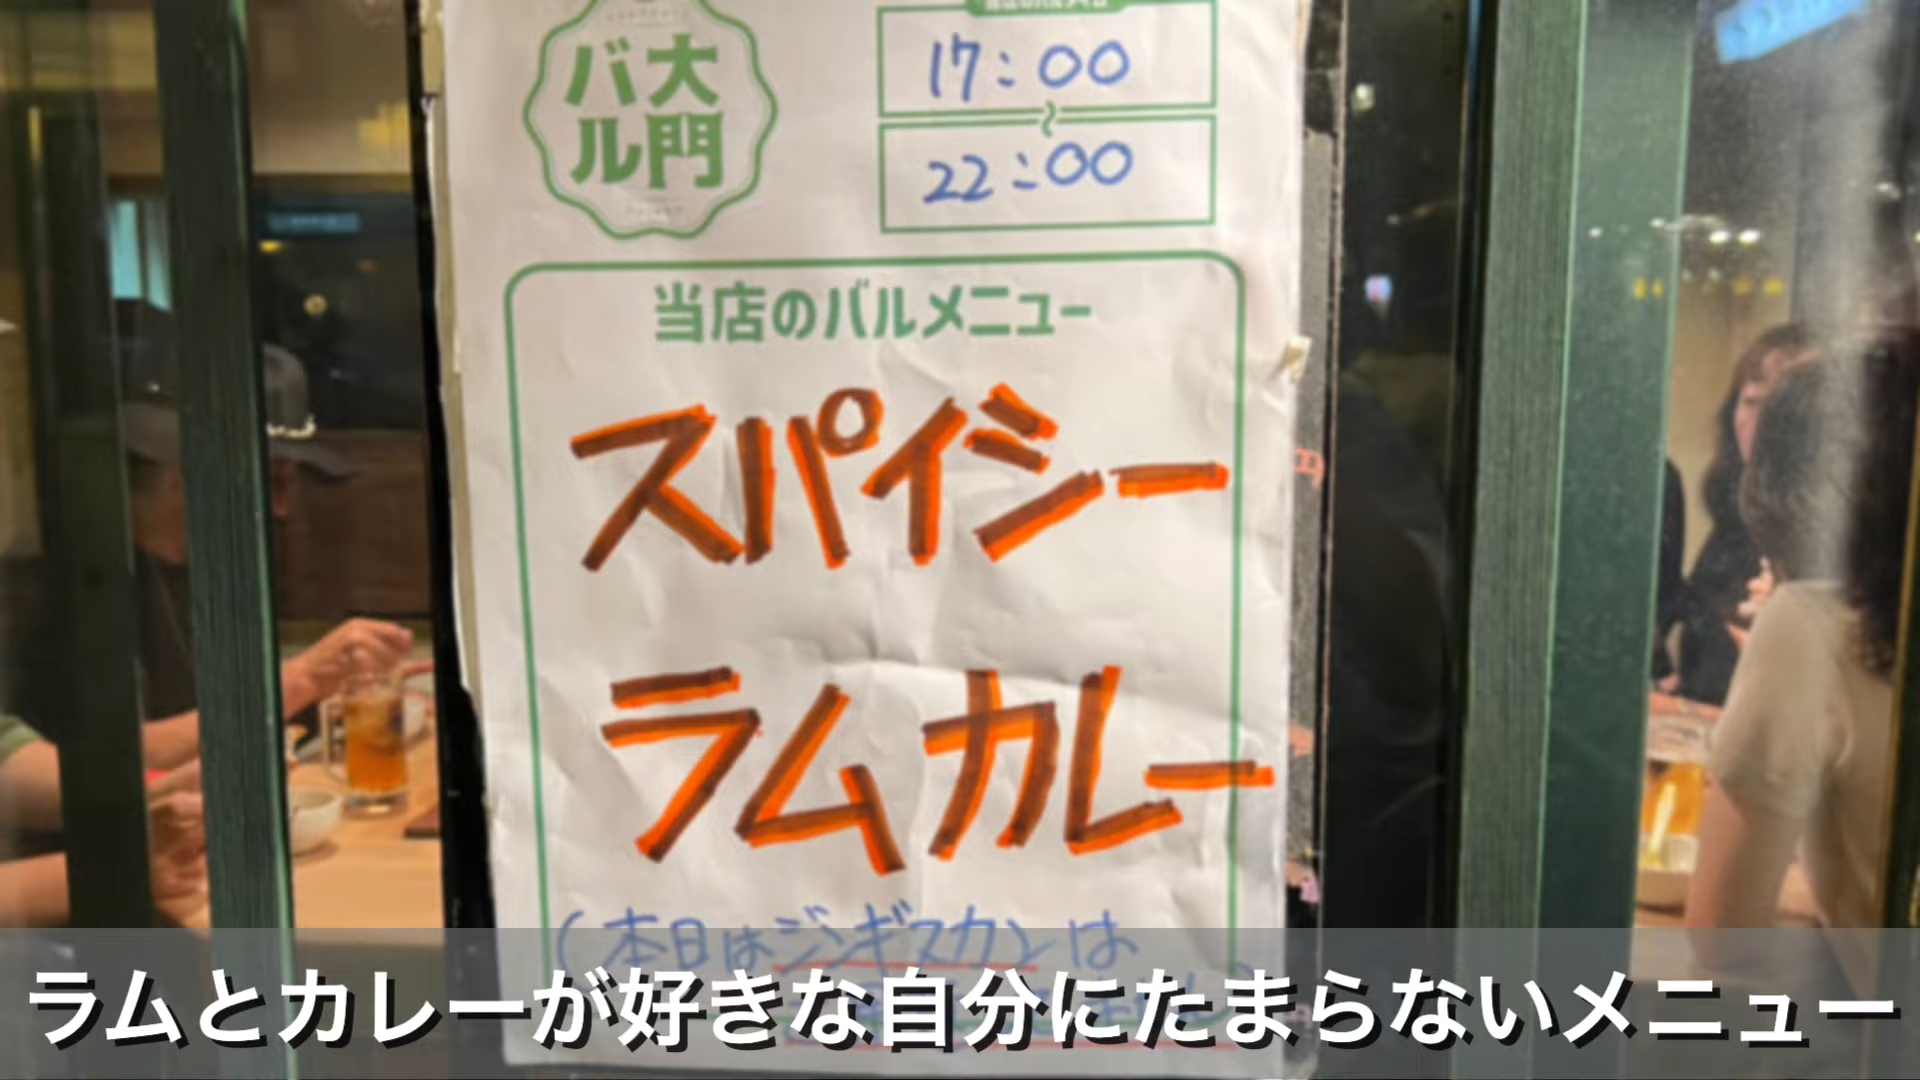 大門
バル
17:00
~
22:00
当店のバルメニュー
スパイシー
ラムカレー
(本日はジンギスカンは
ラムとカレーが好きな自分にたまらないメニュー